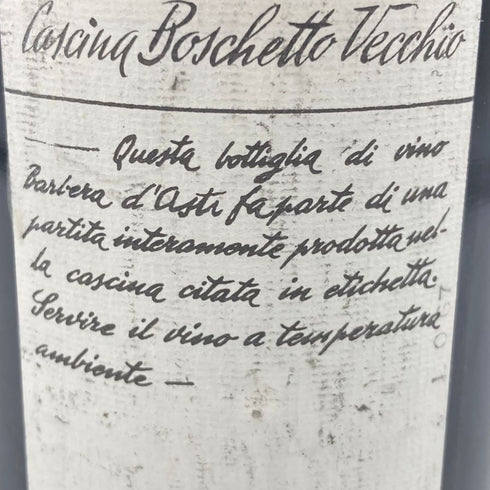 Cascina Boschetto Vecchio
— Questa bottiglia di vino
Barbera d'Asti fa parte di una
partita interamente prodotta nel-
la cascina citata in etichetta.
Servire il vino a temperatura
ambiente —